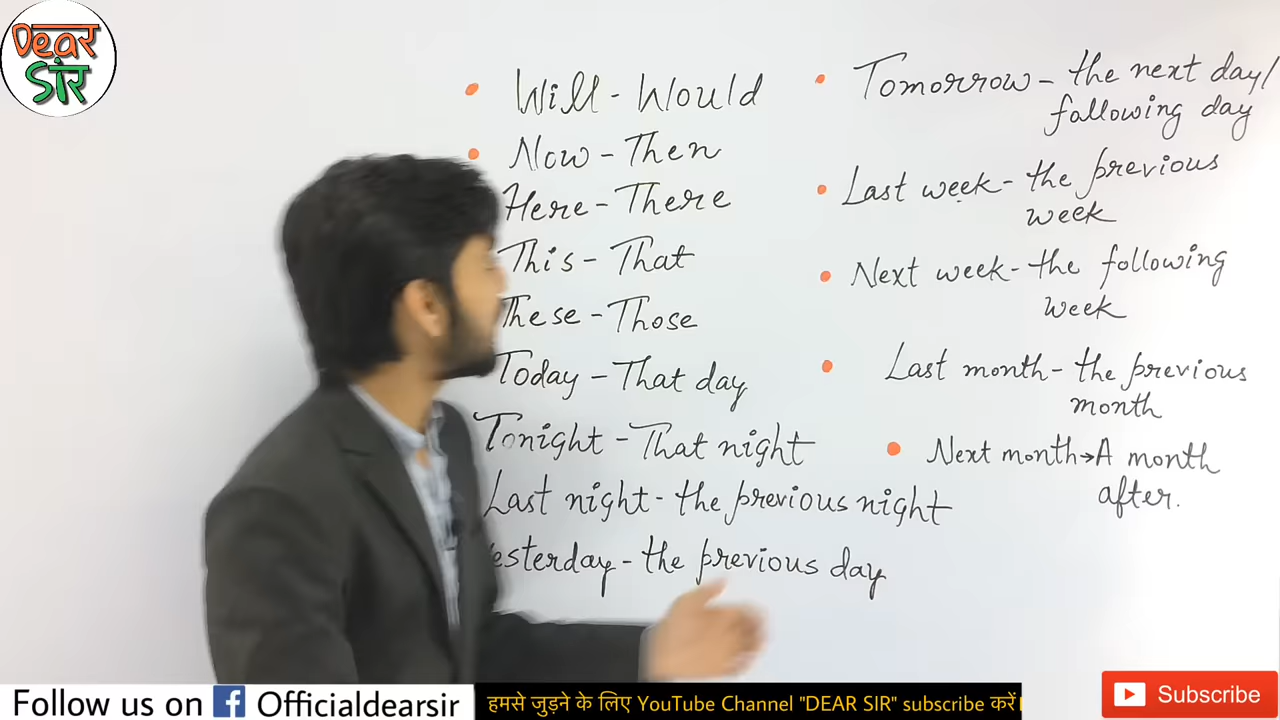 Dear
Sir
Will - Would
Now - Then
Here - There
This - That
These - Those
Today - That day
Tonight - That night
Last night - the previous night
Yesterday - the previous day
Tomorrow - the next day/
following day
Last week - the previous
week
Next week - the following
week
Last month - the previous
month
Next month → A month
after.
Follow us on Officialdearsir
हमसे जुड़ने के लिए YouTube Channel "DEAR SIR" subscribe करें
Subscribe